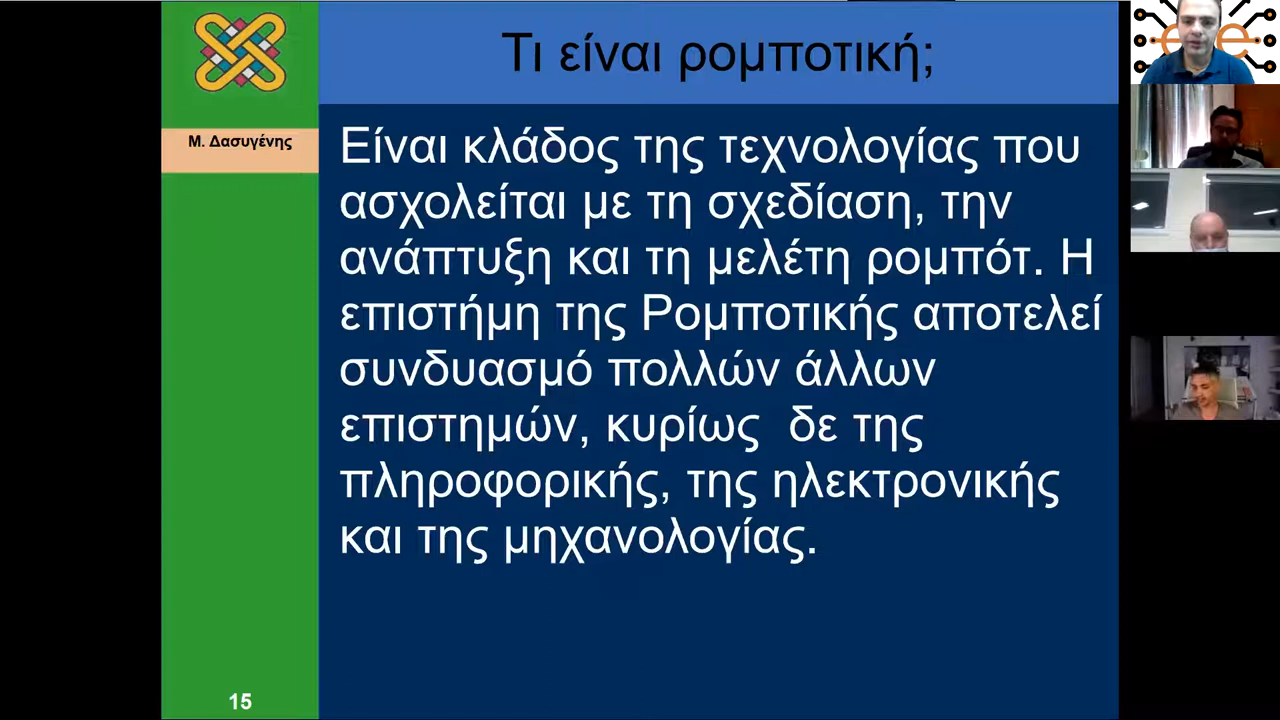 Τι είναι ρομποτική;
Μ. Δασυγένης
Είναι κλάδος της τεχνολογίας που
ασχολείται με τη σχεδίαση, την
ανάπτυξη και τη μελέτη ρομπότ. Η
επιστήμη της Ρομποτικής αποτελεί
συνδυασμό πολλών άλλων
επιστημών, κυρίως  δε της
πληροφορικής, της ηλεκτρονικής
και της μηχανολογίας.
15